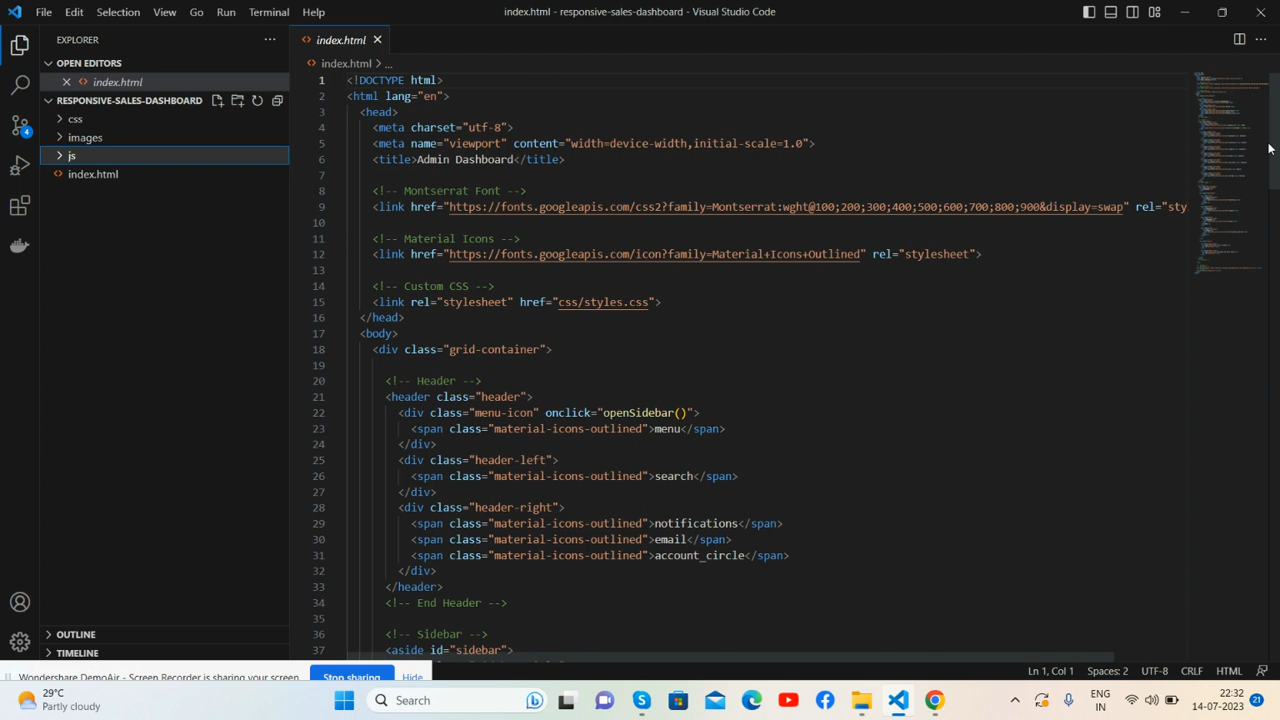 File Edit Selection View Go Run Terminal Help
index.html - responsive-sales-dashboard - Visual Studio Code
EXPLORER
OPEN EDITORS
index.html
RESPONSIVE-SALES-DASHBOARD
css
images
js
index.html
OUTLINE
TIMELINE
4
index.html
index.html > ...
1 <!DOCTYPE html>
2 <html lang="en">
3 <head>
4 <meta charset="utf-8">
5 <meta name="viewport" content="width=device-width,initial-scale=1.0">
6 <title>Admin Dashboard</title>
7
8 <!-- Montserrat Font -->
9 <link href="https://fonts.googleapis.com/css2?family=Montserrat:wght@100;200;300;400;500;600;700;800;900&display=swap" rel="sty
10
11 <!-- Material Icons -->
12 <link href="https://fonts.googleapis.com/icon?family=Material+Icons+Outlined" rel="stylesheet">
13
14 <!-- Custom CSS -->
15 <link rel="stylesheet" href="css/styles.css">
16 </head>
17 <body>
18 <div class="grid-container">
19
20 <!-- Header -->
21 <header class="header">
22 <div class="menu-icon" onclick="openSidebar()">
23 <span class="material-icons-outlined">menu</span>
24 </div>
25 <div class="header-left">
26 <span class="material-icons-outlined">search</span>
27 </div>
28 <div class="header-right">
29 <span class="material-icons-outlined">notifications</span>
30 <span class="material-icons-outlined">email</span>
31 <span class="material-icons-outlined">account_circle</span>
32 </div>
33 </header>
34 <!-- End Header -->
35
36 <!-- Sidebar -->
37 <aside id="sidebar">
Wondershare DemoAir - Screen Recorder is sharing your screen. Stop sharing Hide
Ln 1, Col 1 Spaces: 2 UTF-8 CRLF HTML
29°C
Partly cloudy
Search
ENG
IN
22:32
14-07-2023
21